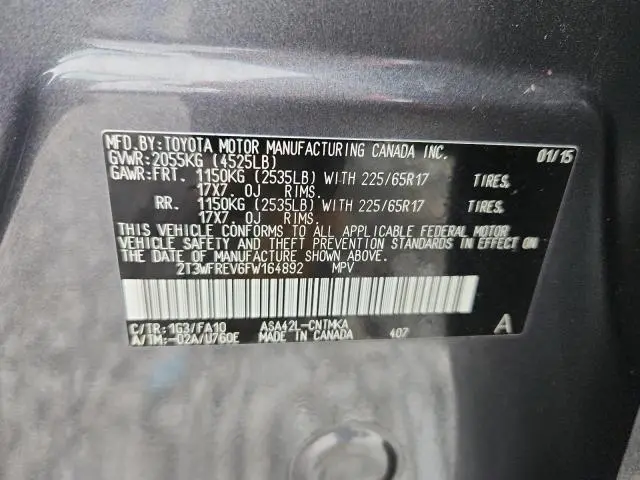 MFD.BY:TOYOTA MOTOR MANUFACTURING CANADA INC. 01/15
GVWR:2055KG (4525LB)
GAWR:FRT. 1150KG (2535LB) WITH 225/65R17 TIRES,
17X7.0J RIMS.
RR. 1150KG (2535LB) WITH 225/65R17 TIRES,
17X7.0J RIMS.
THIS VEHICLE CONFORMS TO ALL APPLICABLE FEDERAL MOTOR
VEHICLE SAFETY AND THEFT PREVENTION STANDARDS IN EFFECT ON
THE DATE OF MANUFACTURE SHOWN ABOVE.
2T3WFREV6FW164892 MPV
C/TR:1G3/FA10 ASA42L-CNTMKA A
A/TM:-02A/U760E MADE IN CANADA 407